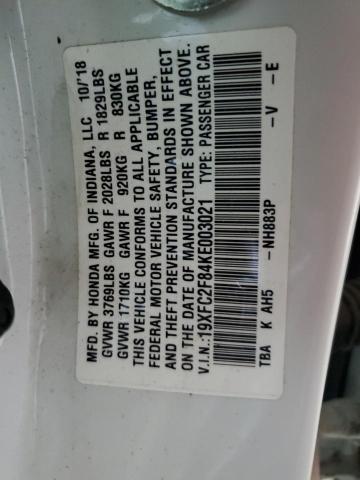 MFD. BY HONDA MFG. OF INDIANA, LLC 10/'18
GVWR 3769LBS GAWR F 2028LBS R 1829LBS
GVWR 1710KG GAWR F 920KG R 830KG
THIS VEHICLE CONFORMS TO ALL APPLICABLE
FEDERAL MOTOR VEHICLE SAFETY, BUMPER,
AND THEFT PREVENTION STANDARDS IN EFFECT
ON THE DATE OF MANUFACTURE SHOWN ABOVE.
V.I.N.:19XFC2F84KE003021 TYPE: PASSENGER CAR
TBA K AH5 -NH883P -V -E